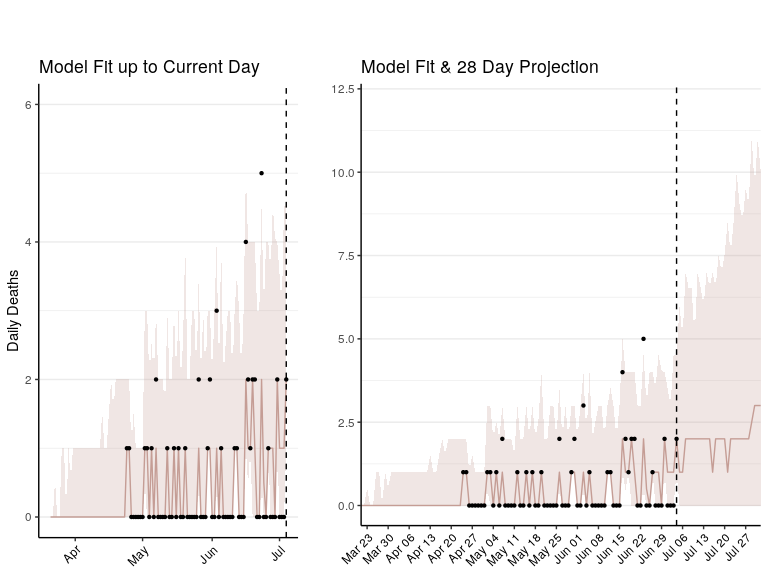 Model Fit up to Current Day
Daily Deaths
6
4
2
0
Apr
May
Jun
Jul
Model Fit & 28 Day Projection
12.5
10.0
7.5
5.0
2.5
0.0
Mar 23
Mar 30
Apr 06
Apr 13
Apr 20
Apr 27
May 04
May 11
May 18
May 25
Jun 01
Jun 08
Jun 15
Jun 22
Jun 29
Jul 06
Jul 13
Jul 20
Jul 27